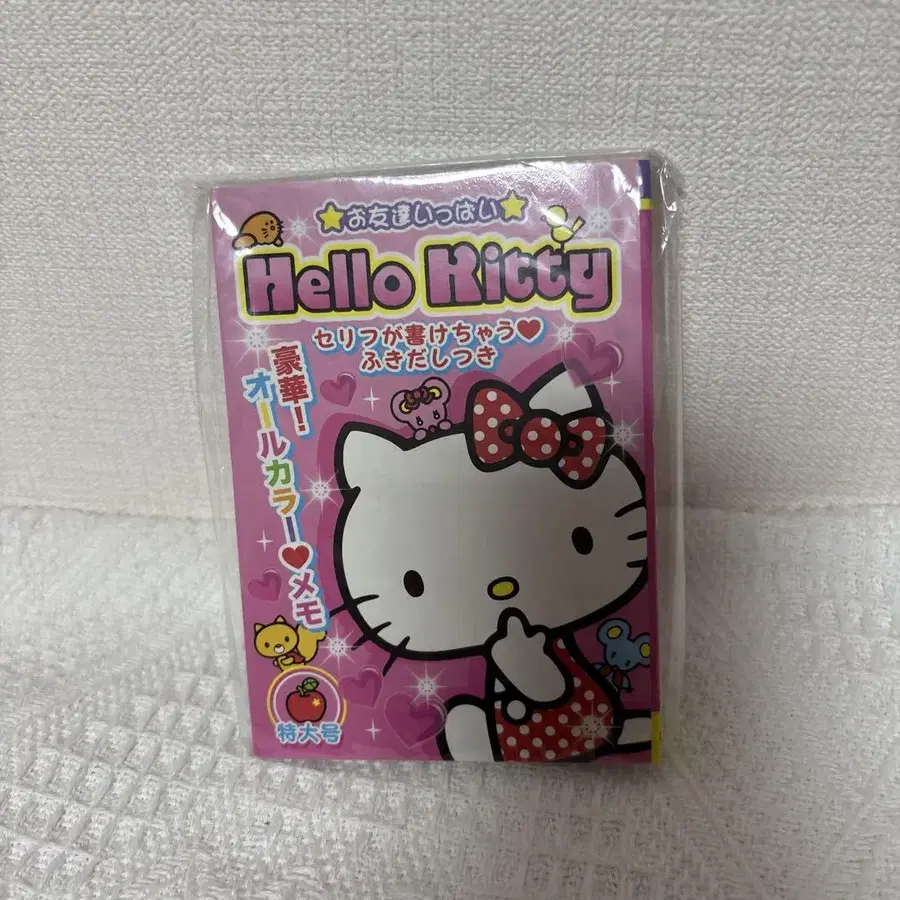 ★お友達いっぱい★
Hello Kitty
セリフが書けちゃう♥
ふきだしつき
豪華!
オールカラー♥メモ
特大号